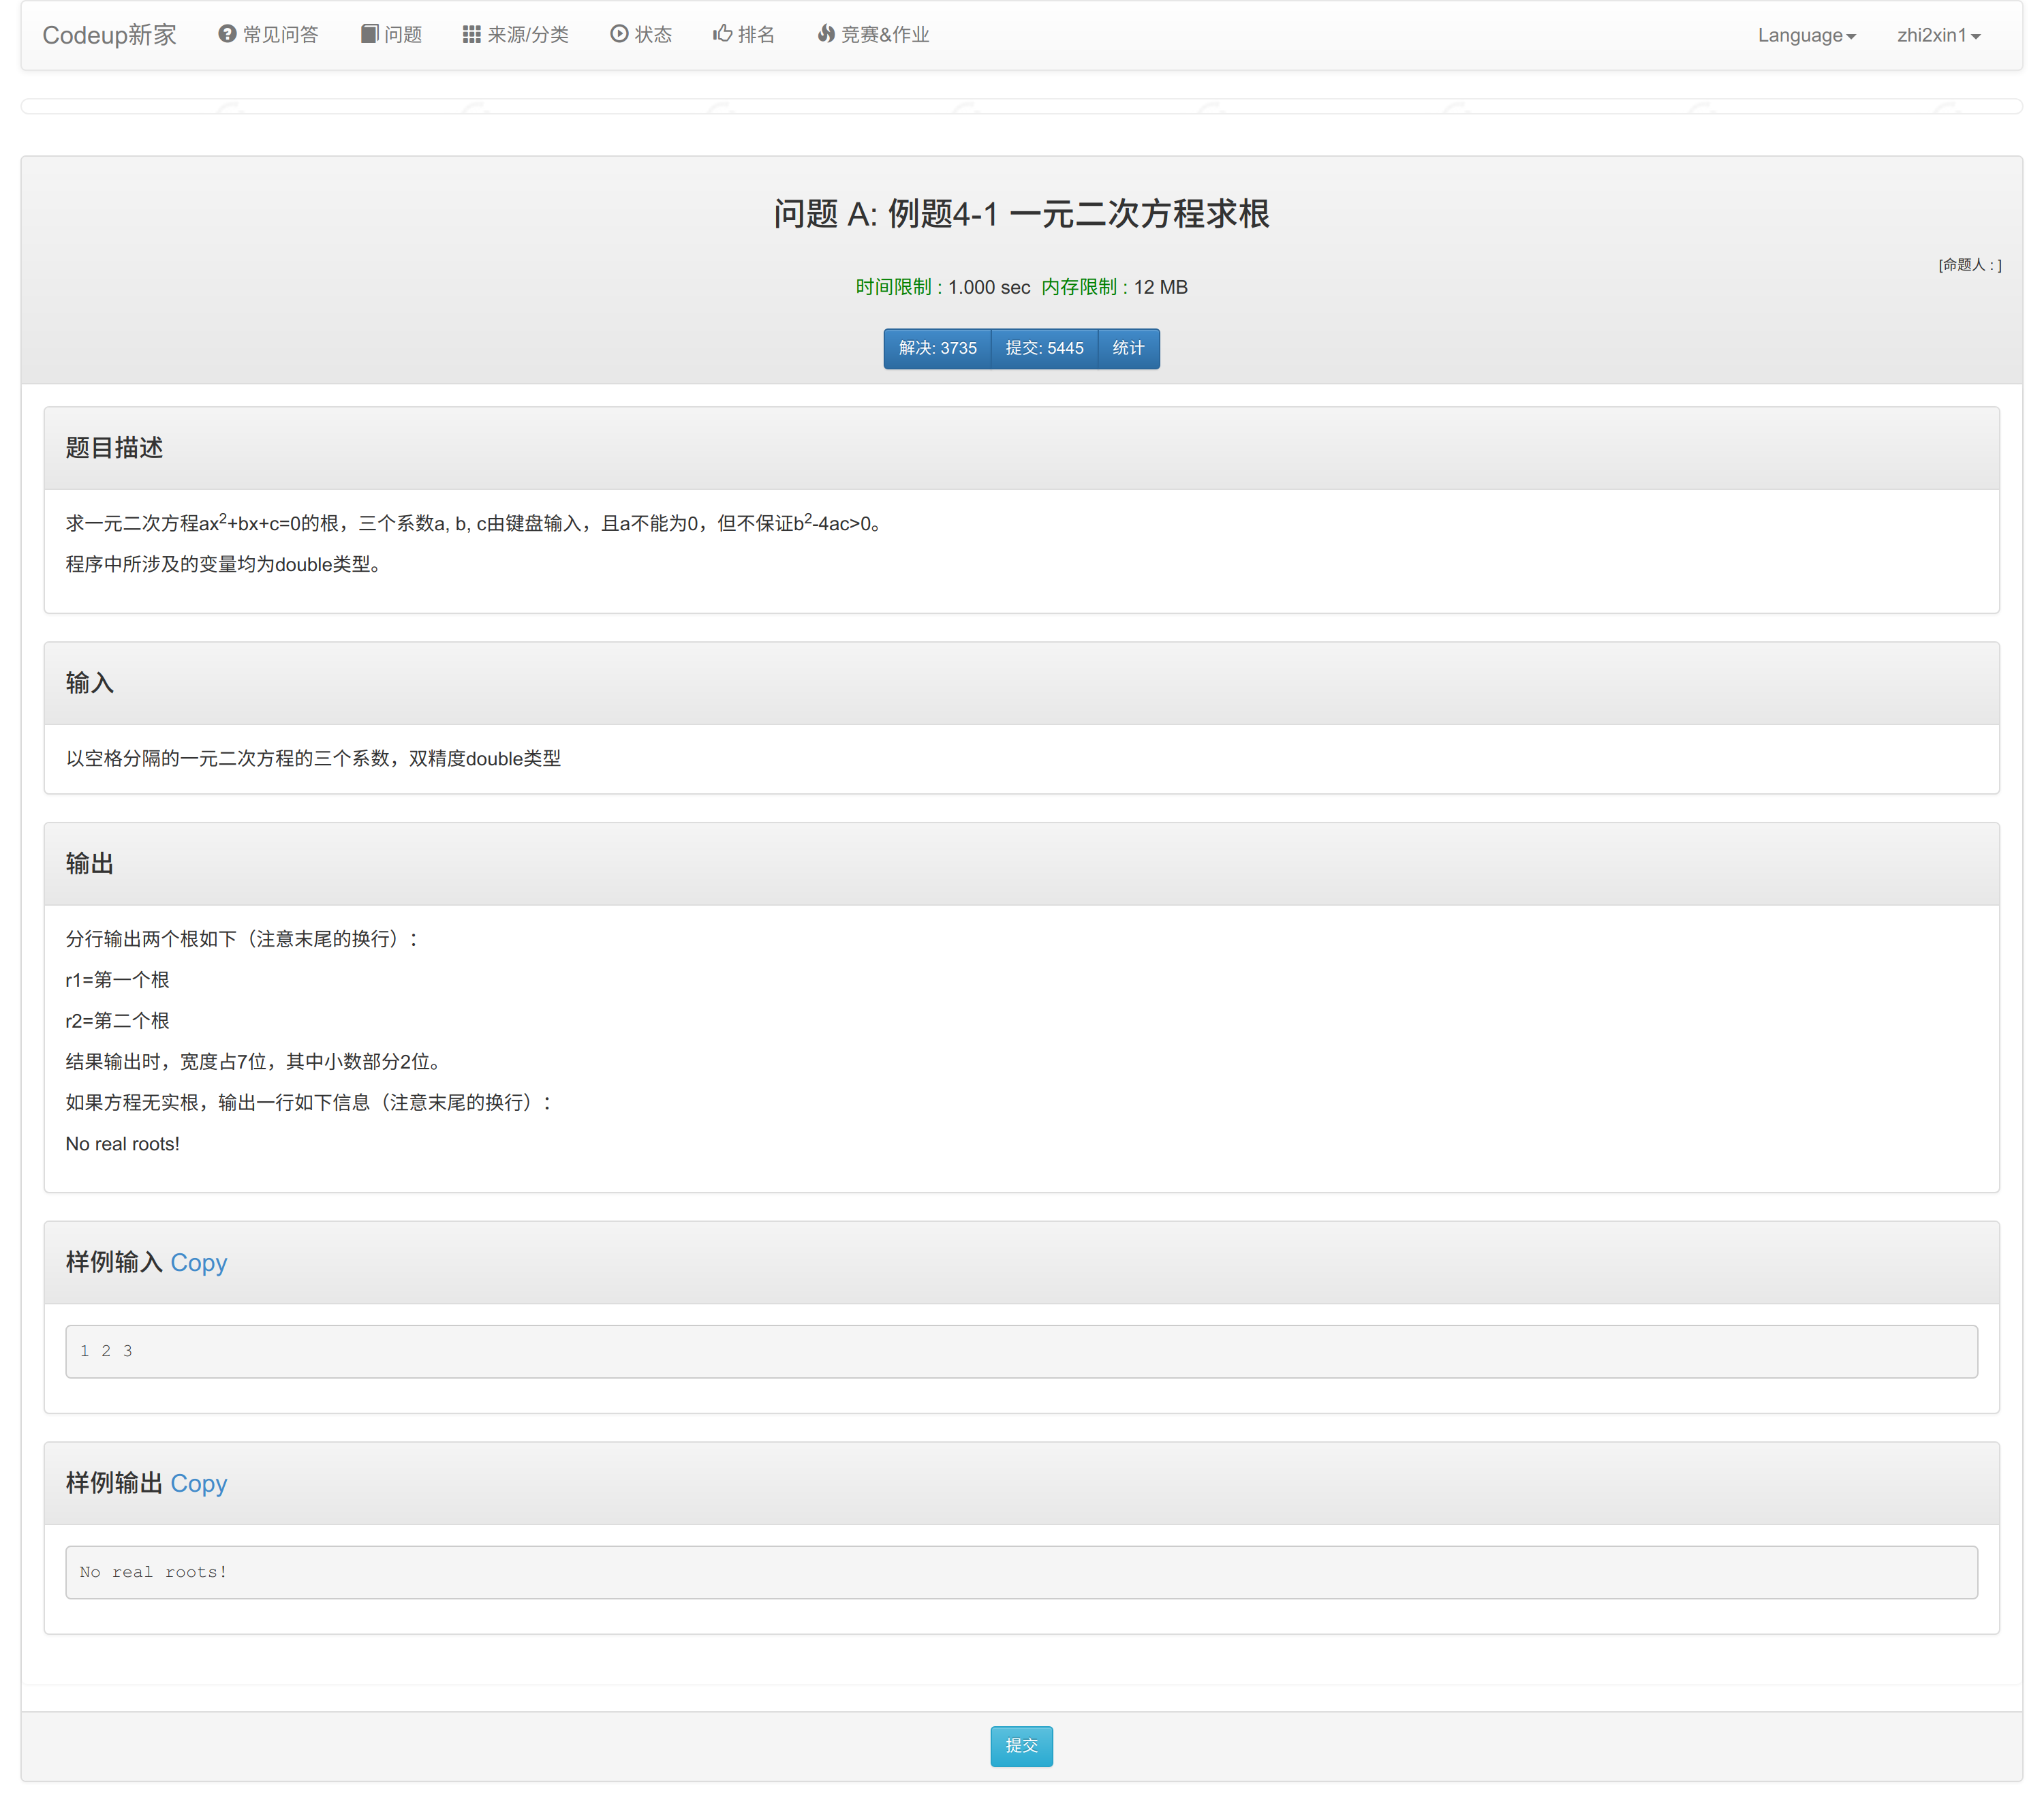 Codeup新家 常见问答 问题 来源/分类 状态 排名 竞赛&作业 Language zhi2xin1
问题 A: 例题4-1 一元二次方程求根
[命题人 : ]
时间限制 : 1.000 sec 内存限制 : 12 MB
解决: 3735 提交: 5445 统计
题目描述
求一元二次方程ax²+bx+c=0的根，三个系数a, b, c由键盘输入，且a不能为0，但不保证b²-4ac>0。
程序中所涉及的变量均为double类型。
输入
以空格分隔的一元二次方程的三个系数，双精度double类型
输出
分行输出两个根如下（注意末尾的换行）：
r1=第一个根
r2=第二个根
结果输出时，宽度占7位，其中小数部分2位。
如果方程无实根，输出一行如下信息（注意末尾的换行）：
No real roots!
样例输入 Copy
1 2 3
样例输出 Copy
No real roots!
提交